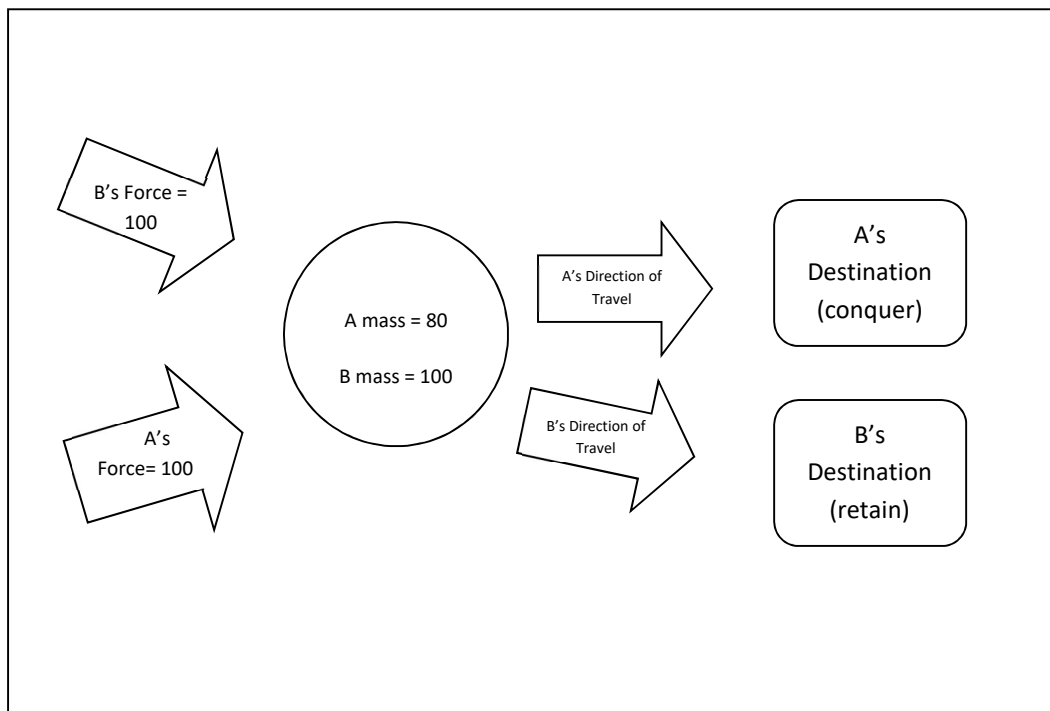 B’s Force =
100
A’s
Force= 100
A mass = 80
B mass = 100
A’s Direction of
Travel
B’s Direction of
Travel
A’s
Destination
(conquer)
B’s
Destination
(retain)